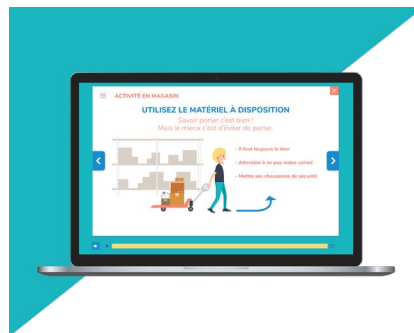 ACTIVITÉ EN MAGASIN
UTILISEZ LE MATÉRIEL À DISPOSITION
Savoir porter c'est bien !
Mais le mieux c'est d'éviter de porter.
- Il faut toujours le tirer
- Attention à ne pas rester coincé
- Mettre ses chaussures de sécurité